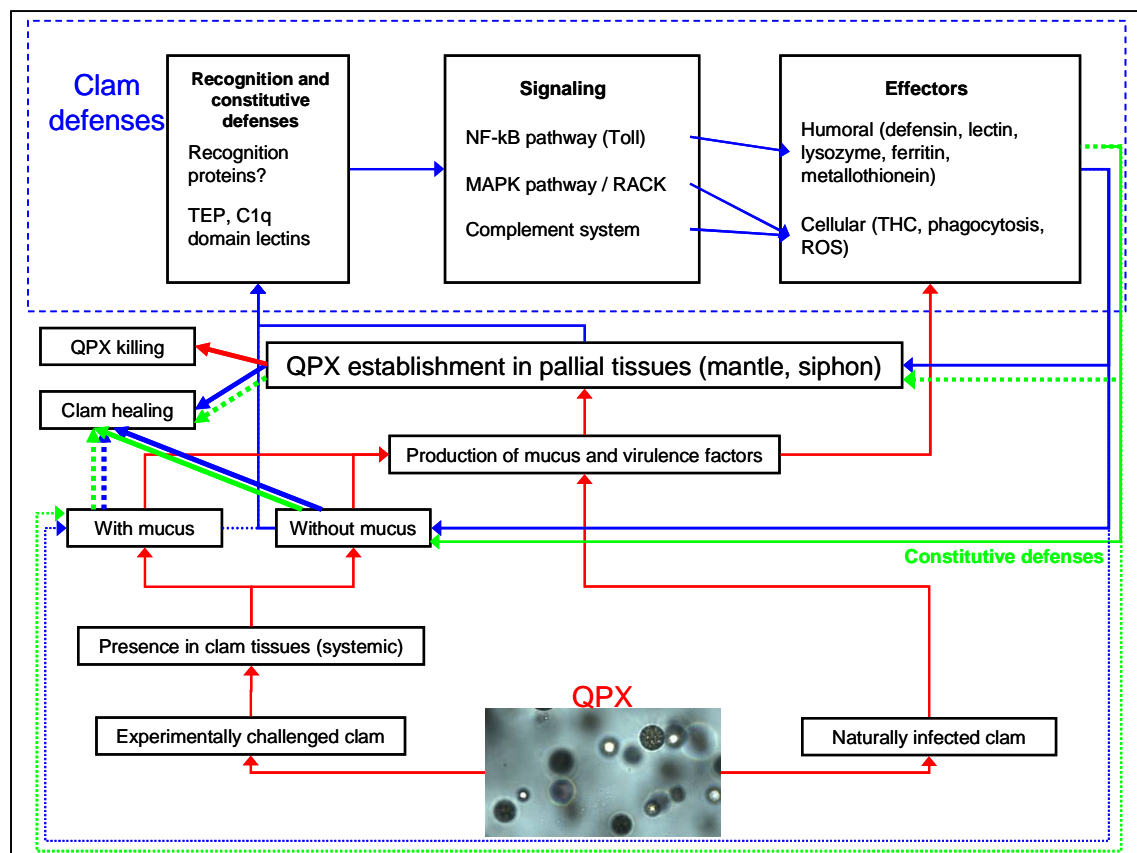 Clam
defenses
Recognition and
constitutive
defenses
Recognition
proteins?
TEP, C1q
domain lectins
Signaling
NF-kB pathway (Toll)
MAPK pathway / RACK
Complement system
Effectors
Humoral (defensin, lectin,
lysozyme, ferritin,
metallothionein)
Cellular (THC, phagocytosis,
ROS)
QPX killing
QPX establishment in pallial tissues (mantle, siphon)
Clam healing
Production of mucus and virulence factors
With mucus
Without mucus
Constitutive defenses
Presence in clam tissues (systemic)
QPX
Experimentally challenged clam
Naturally infected clam